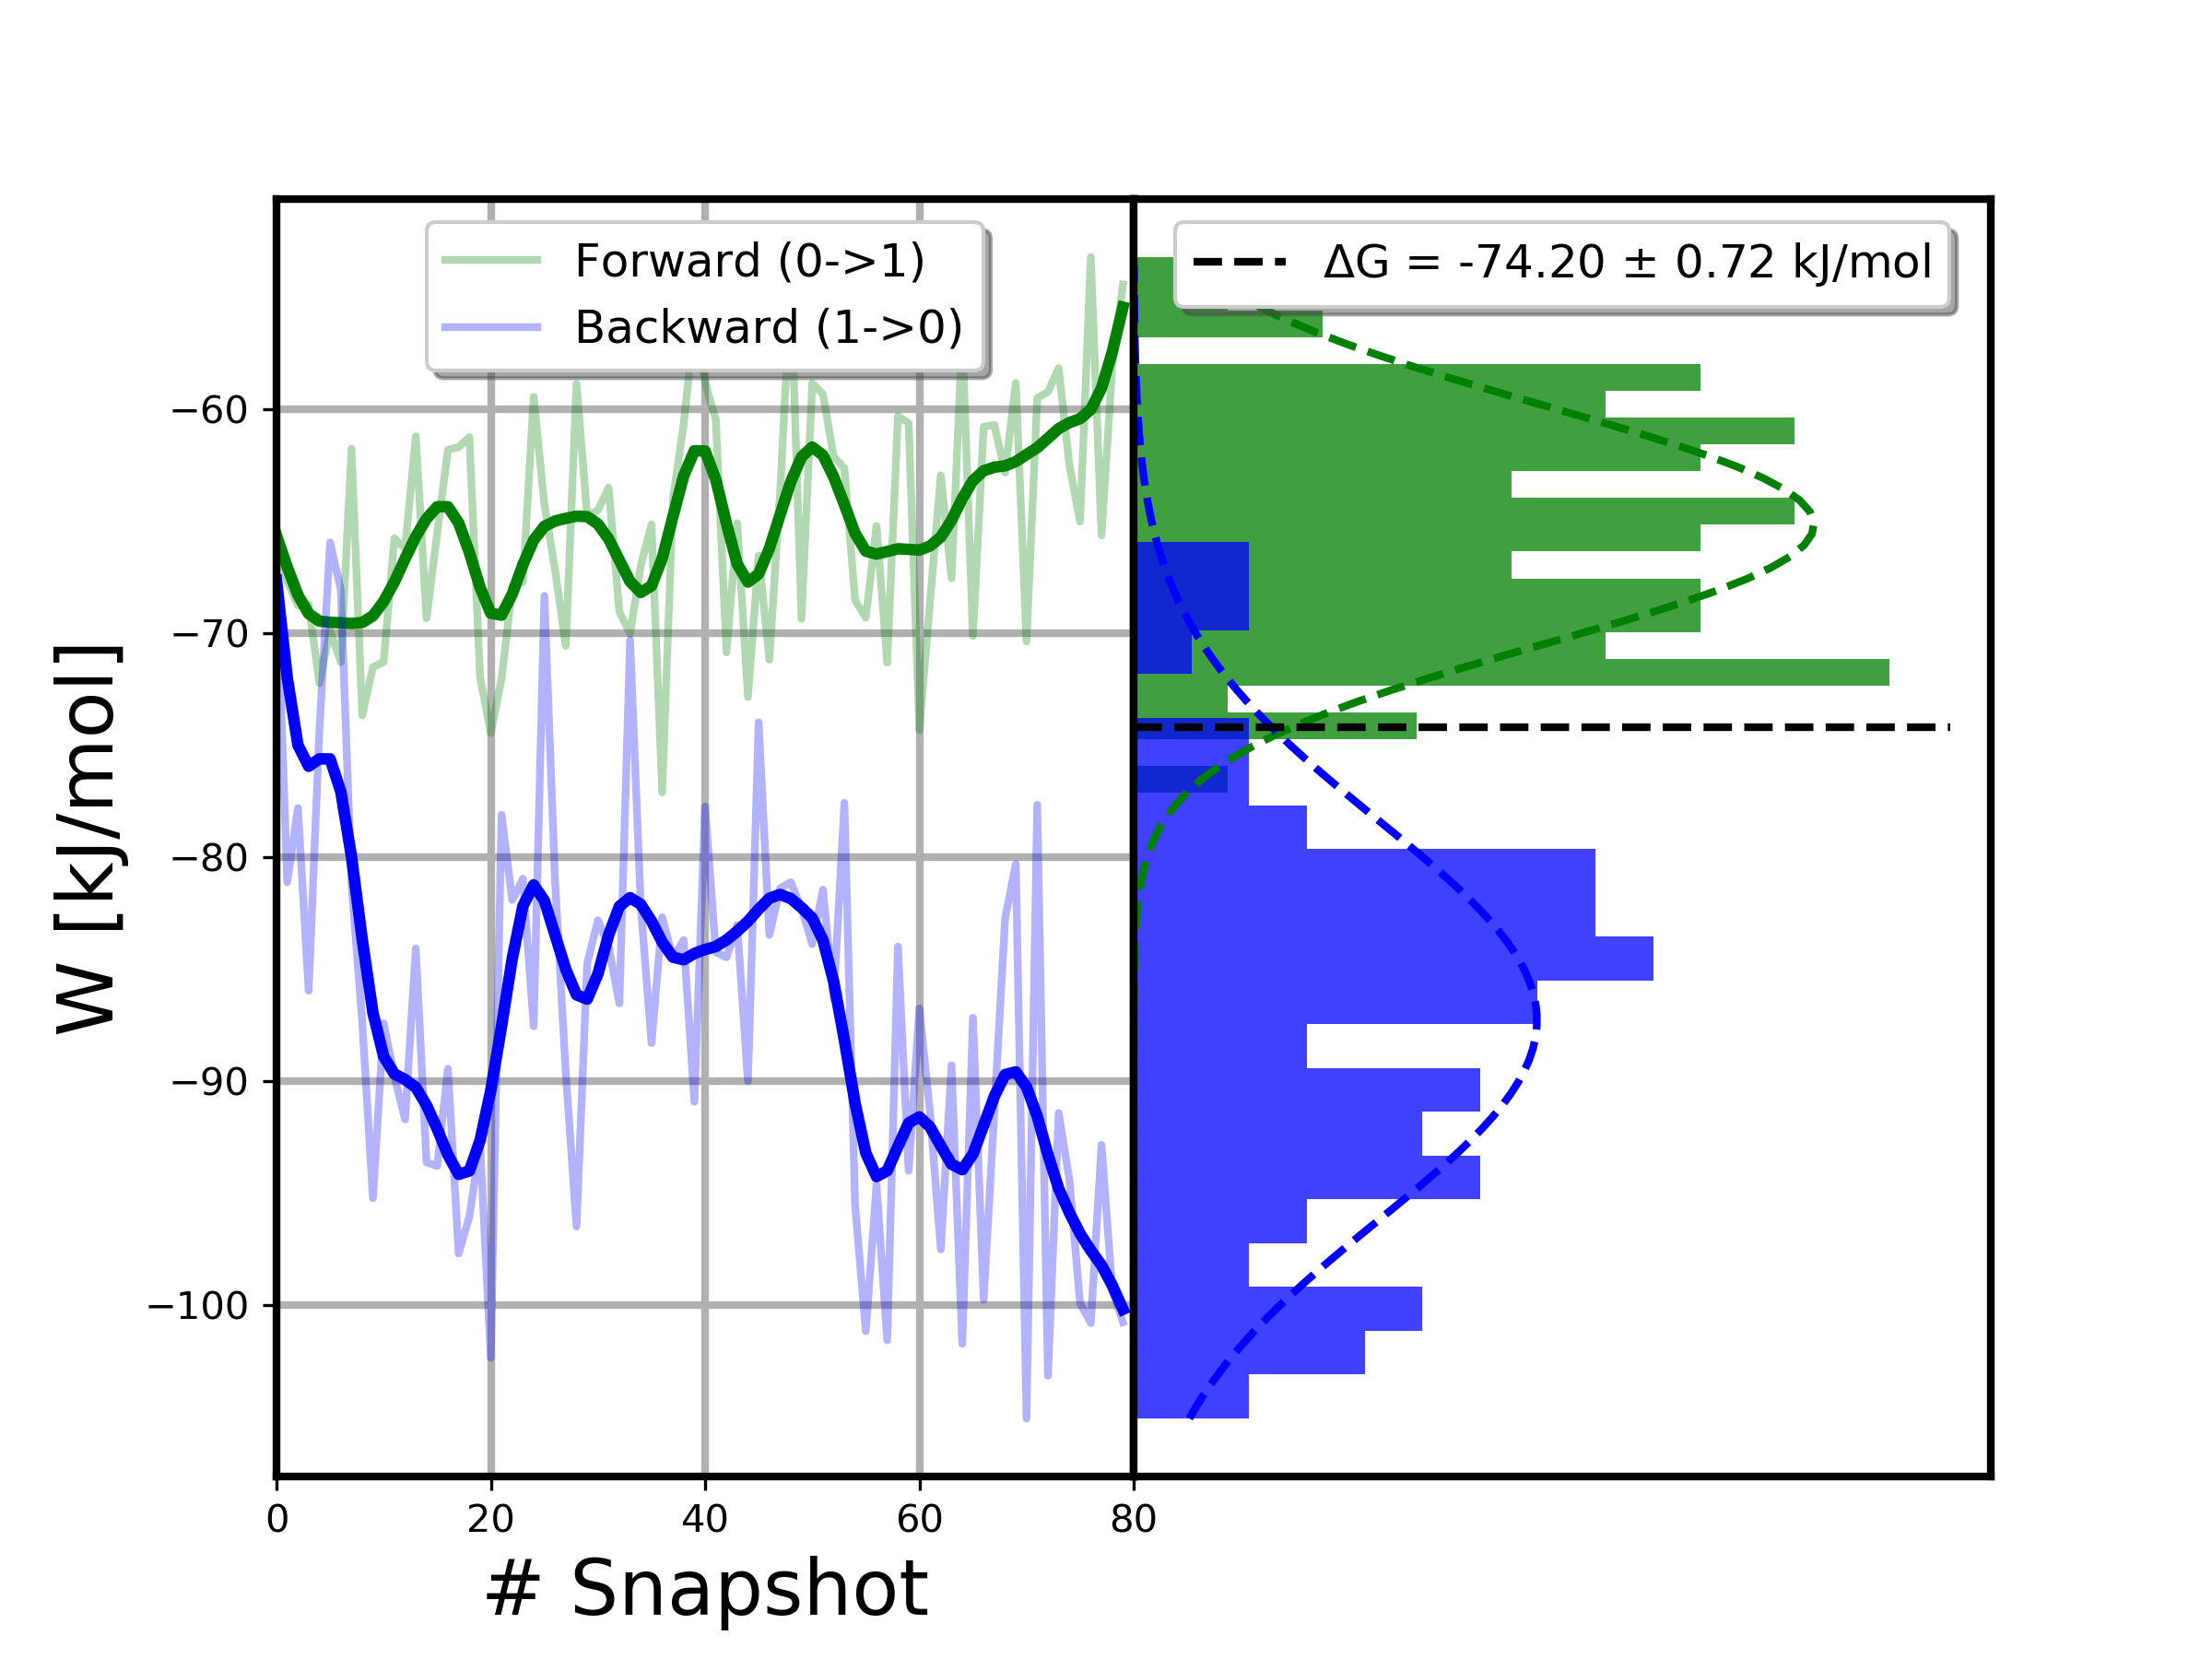 Forward (0->1)
Backward (1->0)
ΔG = -74.20 ± 0.72 kJ/mol
W [kJ/mol]
−60
−70
−80
−90
−100
0 20 40 60 80
# Snapshot